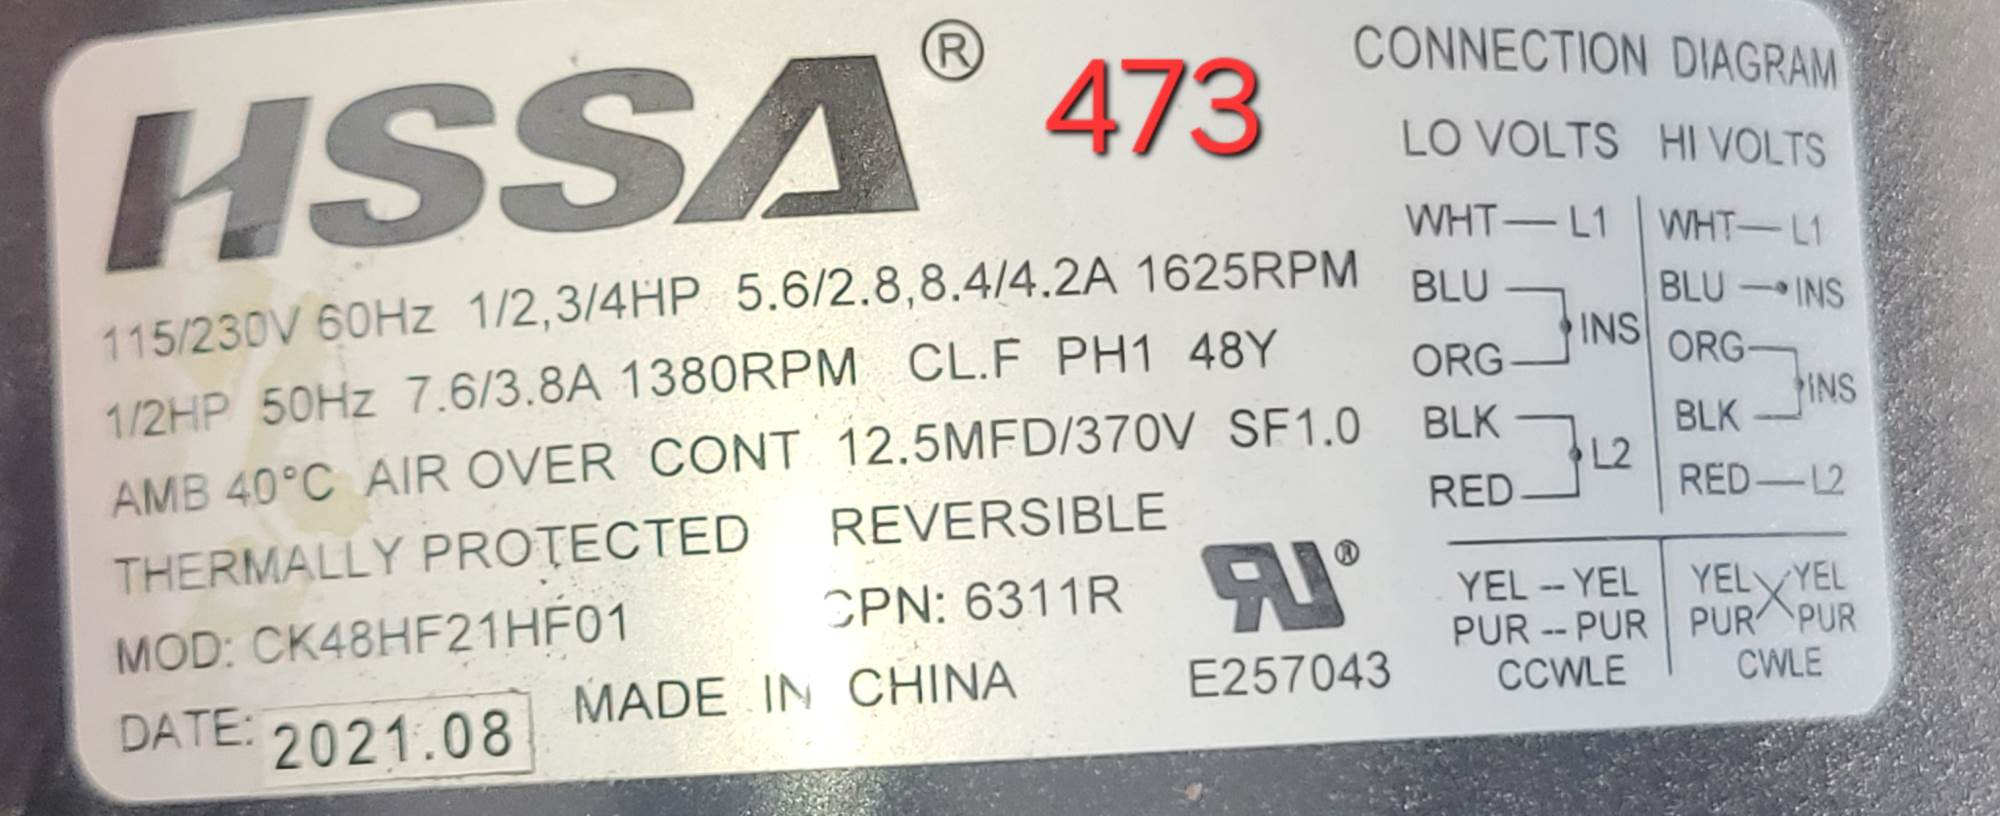 HSSA® 473
115/230V 60Hz 1/2,3/4HP 5.6/2.8,8.4/4.2A 1625RPM
1/2HP 50Hz 7.6/3.8A 1380RPM CL.F PH1 48Y
AMB 40°C AIR OVER CONT 12.5MFD/370V SF1.0
THERMALLY PROTECTED REVERSIBLE
MOD: CK48HF21HF01 CPN: 6311R
DATE: 2021.08 MADE IN CHINA
RU®
E257043
CONNECTION DIAGRAM
LO VOLTS HI VOLTS
WHT — L1 WHT — L1
BLU BLU — INS
INS
ORG ORG
INS
BLK BLK
L2
RED RED — L2
YEL -- YEL YEL YEL
PUR -- PUR PUR PUR
CCWLE CWLE